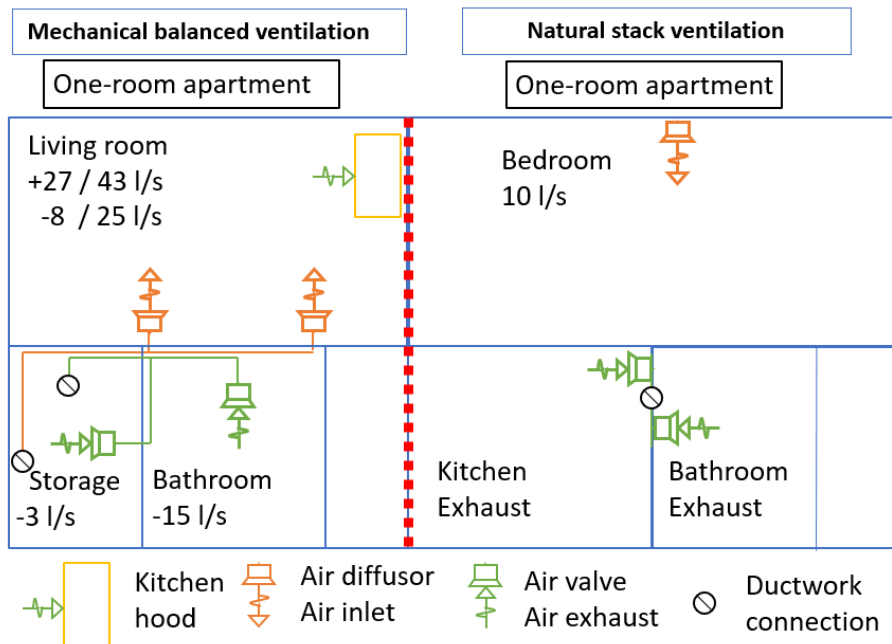 Mechanical balanced ventilation
Natural stack ventilation
One-room apartment
One-room apartment
Living room
+27 / 43 l/s
-8 / 25 l/s
Bedroom
10 l/s
Storage
-3 l/s
Bathroom
-15 l/s
Kitchen
Exhaust
Bathroom
Exhaust
Kitchen
hood
Air diffusor
Air inlet
Air valve
Air exhaust
Ductwork
connection